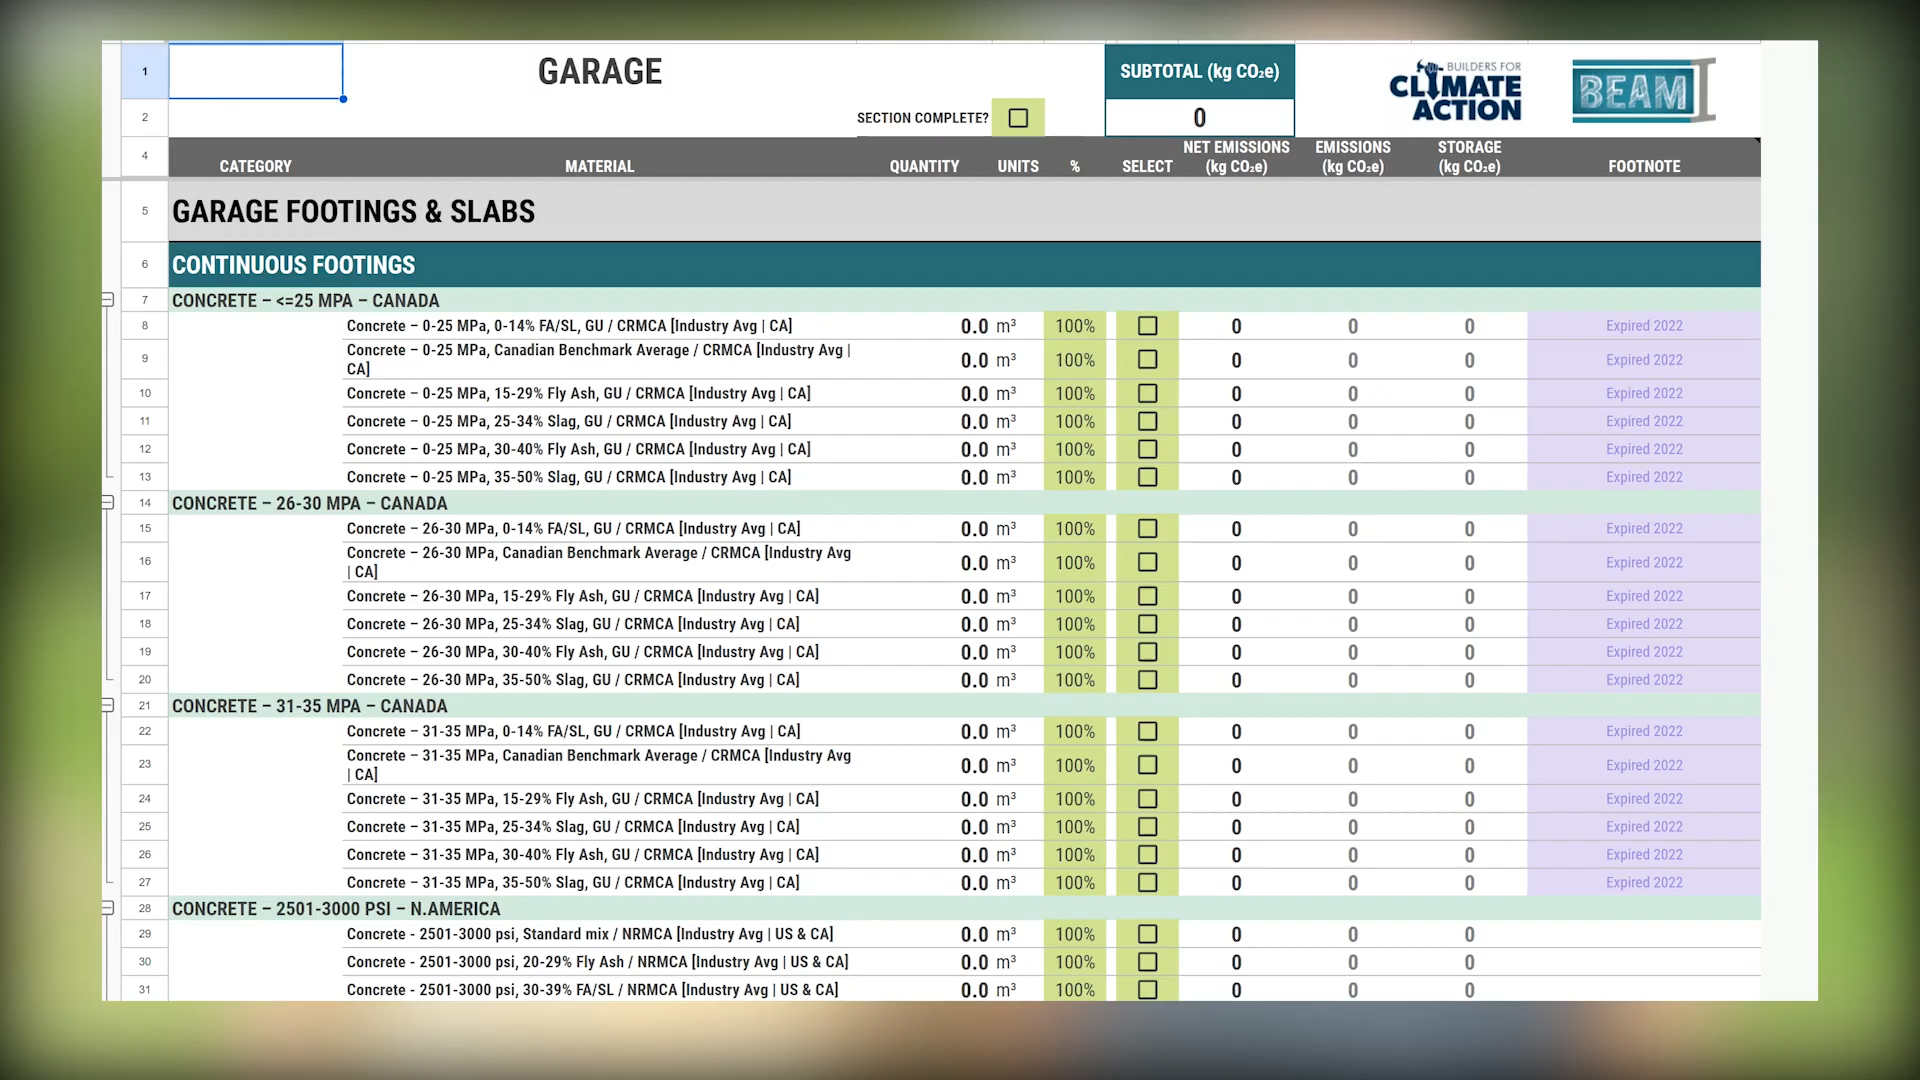 1 GARAGE SUBTOTAL (kg CO₂e) BUILDERS FOR CLIMATE ACTION BEAM
2 SECTION COMPLETE? 0
4 CATEGORY MATERIAL QUANTITY UNITS % SELECT NET EMISSIONS (kg CO₂e) EMISSIONS (kg CO₂e) STORAGE (kg CO₂e) FOOTNOTE
5 GARAGE FOOTINGS & SLABS
6 CONTINUOUS FOOTINGS
7 CONCRETE – <=25 MPA – CANADA
8 Concrete – 0-25 MPa, 0-14% FA/SL, GU / CRMCA [Industry Avg | CA] 0.0 m³ 100% 0 0 0 Expired 2022
9 Concrete – 0-25 MPa, Canadian Benchmark Average / CRMCA [Industry Avg | CA] 0.0 m³ 100% 0 0 0 Expired 2022
10 Concrete – 0-25 MPa, 15-29% Fly Ash, GU / CRMCA [Industry Avg | CA] 0.0 m³ 100% 0 0 0 Expired 2022
11 Concrete – 0-25 MPa, 25-34% Slag, GU / CRMCA [Industry Avg | CA] 0.0 m³ 100% 0 0 0 Expired 2022
12 Concrete – 0-25 MPa, 30-40% Fly Ash, GU / CRMCA [Industry Avg | CA] 0.0 m³ 100% 0 0 0 Expired 2022
13 Concrete – 0-25 MPa, 35-50% Slag, GU / CRMCA [Industry Avg | CA] 0.0 m³ 100% 0 0 0 Expired 2022
14 CONCRETE – 26-30 MPA – CANADA
15 Concrete – 26-30 MPa, 0-14% FA/SL, GU / CRMCA [Industry Avg | CA] 0.0 m³ 100% 0 0 0 Expired 2022
16 Concrete – 26-30 MPa, Canadian Benchmark Average / CRMCA [Industry Avg | CA] 0.0 m³ 100% 0 0 0 Expired 2022
17 Concrete – 26-30 MPa, 15-29% Fly Ash, GU / CRMCA [Industry Avg | CA] 0.0 m³ 100% 0 0 0 Expired 2022
18 Concrete – 26-30 MPa, 25-34% Slag, GU / CRMCA [Industry Avg | CA] 0.0 m³ 100% 0 0 0 Expired 2022
19 Concrete – 26-30 MPa, 30-40% Fly Ash, GU / CRMCA [Industry Avg | CA] 0.0 m³ 100% 0 0 0 Expired 2022
20 Concrete – 26-30 MPa, 35-50% Slag, GU / CRMCA [Industry Avg | CA] 0.0 m³ 100% 0 0 0 Expired 2022
21 CONCRETE – 31-35 MPA – CANADA
22 Concrete – 31-35 MPa, 0-14% FA/SL, GU / CRMCA [Industry Avg | CA] 0.0 m³ 100% 0 0 0 Expired 2022
23 Concrete – 31-35 MPa, Canadian Benchmark Average / CRMCA [Industry Avg | CA] 0.0 m³ 100% 0 0 0 Expired 2022
24 Concrete – 31-35 MPa, 15-29% Fly Ash, GU / CRMCA [Industry Avg | CA] 0.0 m³ 100% 0 0 0 Expired 2022
25 Concrete – 31-35 MPa, 25-34% Slag, GU / CRMCA [Industry Avg | CA] 0.0 m³ 100% 0 0 0 Expired 2022
26 Concrete – 31-35 MPa, 30-40% Fly Ash, GU / CRMCA [Industry Avg | CA] 0.0 m³ 100% 0 0 0 Expired 2022
27 Concrete – 31-35 MPa, 35-50% Slag, GU / CRMCA [Industry Avg | CA] 0.0 m³ 100% 0 0 0 Expired 2022
28 CONCRETE – 2501-3000 PSI – N.AMERICA
29 Concrete - 2501-3000 psi, Standard mix / NRMCA [Industry Avg | US & CA] 0.0 m³ 100% 0 0 0
30 Concrete - 2501-3000 psi, 20-29% Fly Ash / NRMCA [Industry Avg | US & CA] 0.0 m³ 100% 0 0 0
31 Concrete - 2501-3000 psi, 30-39% FA/SL / NRMCA [Industry Avg | US & CA] 0.0 m³ 100% 0 0 0